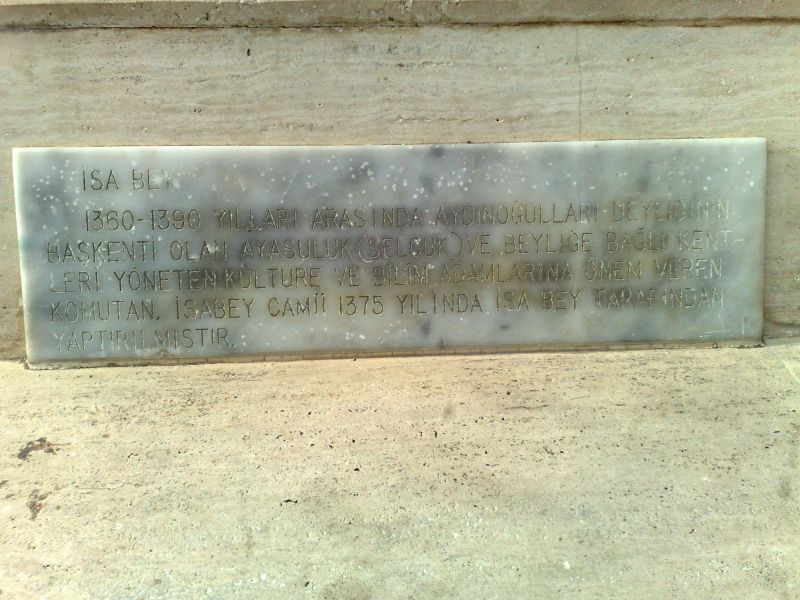 İSA BEY
1360-1390 YILLARI ARASINDA AYDINOĞULLARI BEYLİĞİNİN
BAŞKENTİ OLAN AYASULUK (SELÇUK) VE BEYLİĞE BAĞLI KENT-
LERİ YÖNETEN KÜLTÜRE VE BİLİM ADAMLARINA ÖNEM VEREN
KOMUTAN. İSABEY CAMİİ 1375 YILINDA İSA BEY TARAFINDAN
YAPTIRILMIŞTIR.